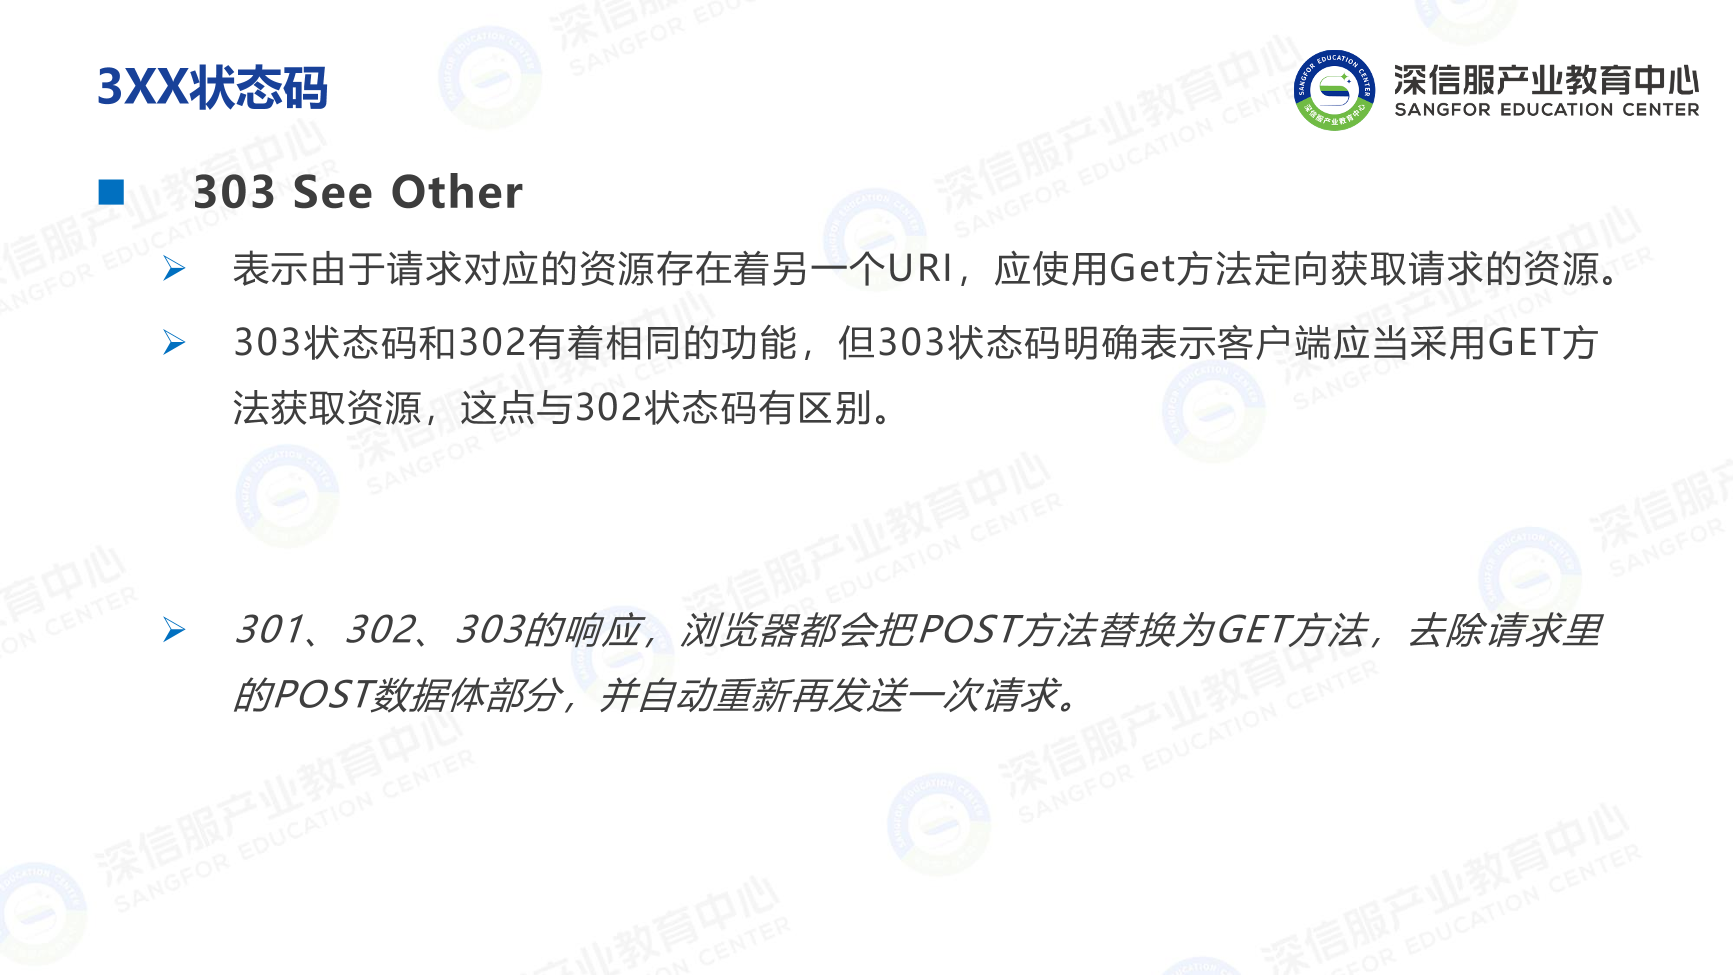 3XX状态码
深信服产业教育中心
SANGFOR EDUCATION CENTER
303 See Other
表示由于请求对应的资源存在着另一个URI，应使用Get方法定向获取请求的资源。
303状态码和302有着相同的功能，但303状态码明确表示客户端应当采用GET方
法获取资源，这点与302状态码有区别。
301、302、303的响应，浏览器都会把POST方法替换为GET方法，去除请求里
的POST数据体部分，并自动重新再发送一次请求。